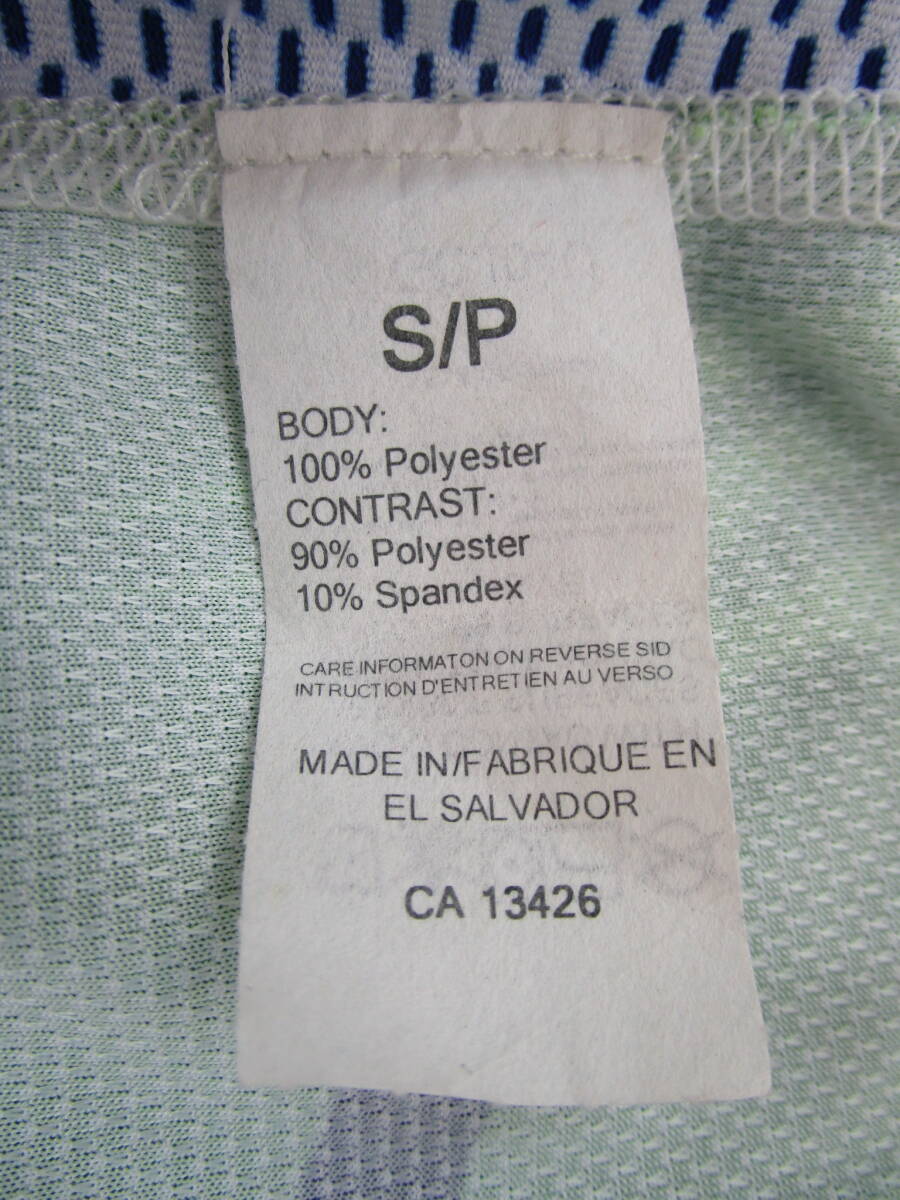 S/P
BODY:
100% Polyester
CONTRAST:
90% Polyester
10% Spandex
CARE INFORMATON ON REVERSE SID
INTRUCTION D'ENTRETIEN AU VERSO
MADE IN/FABRIQUE EN
EL SALVADOR
CA 13426